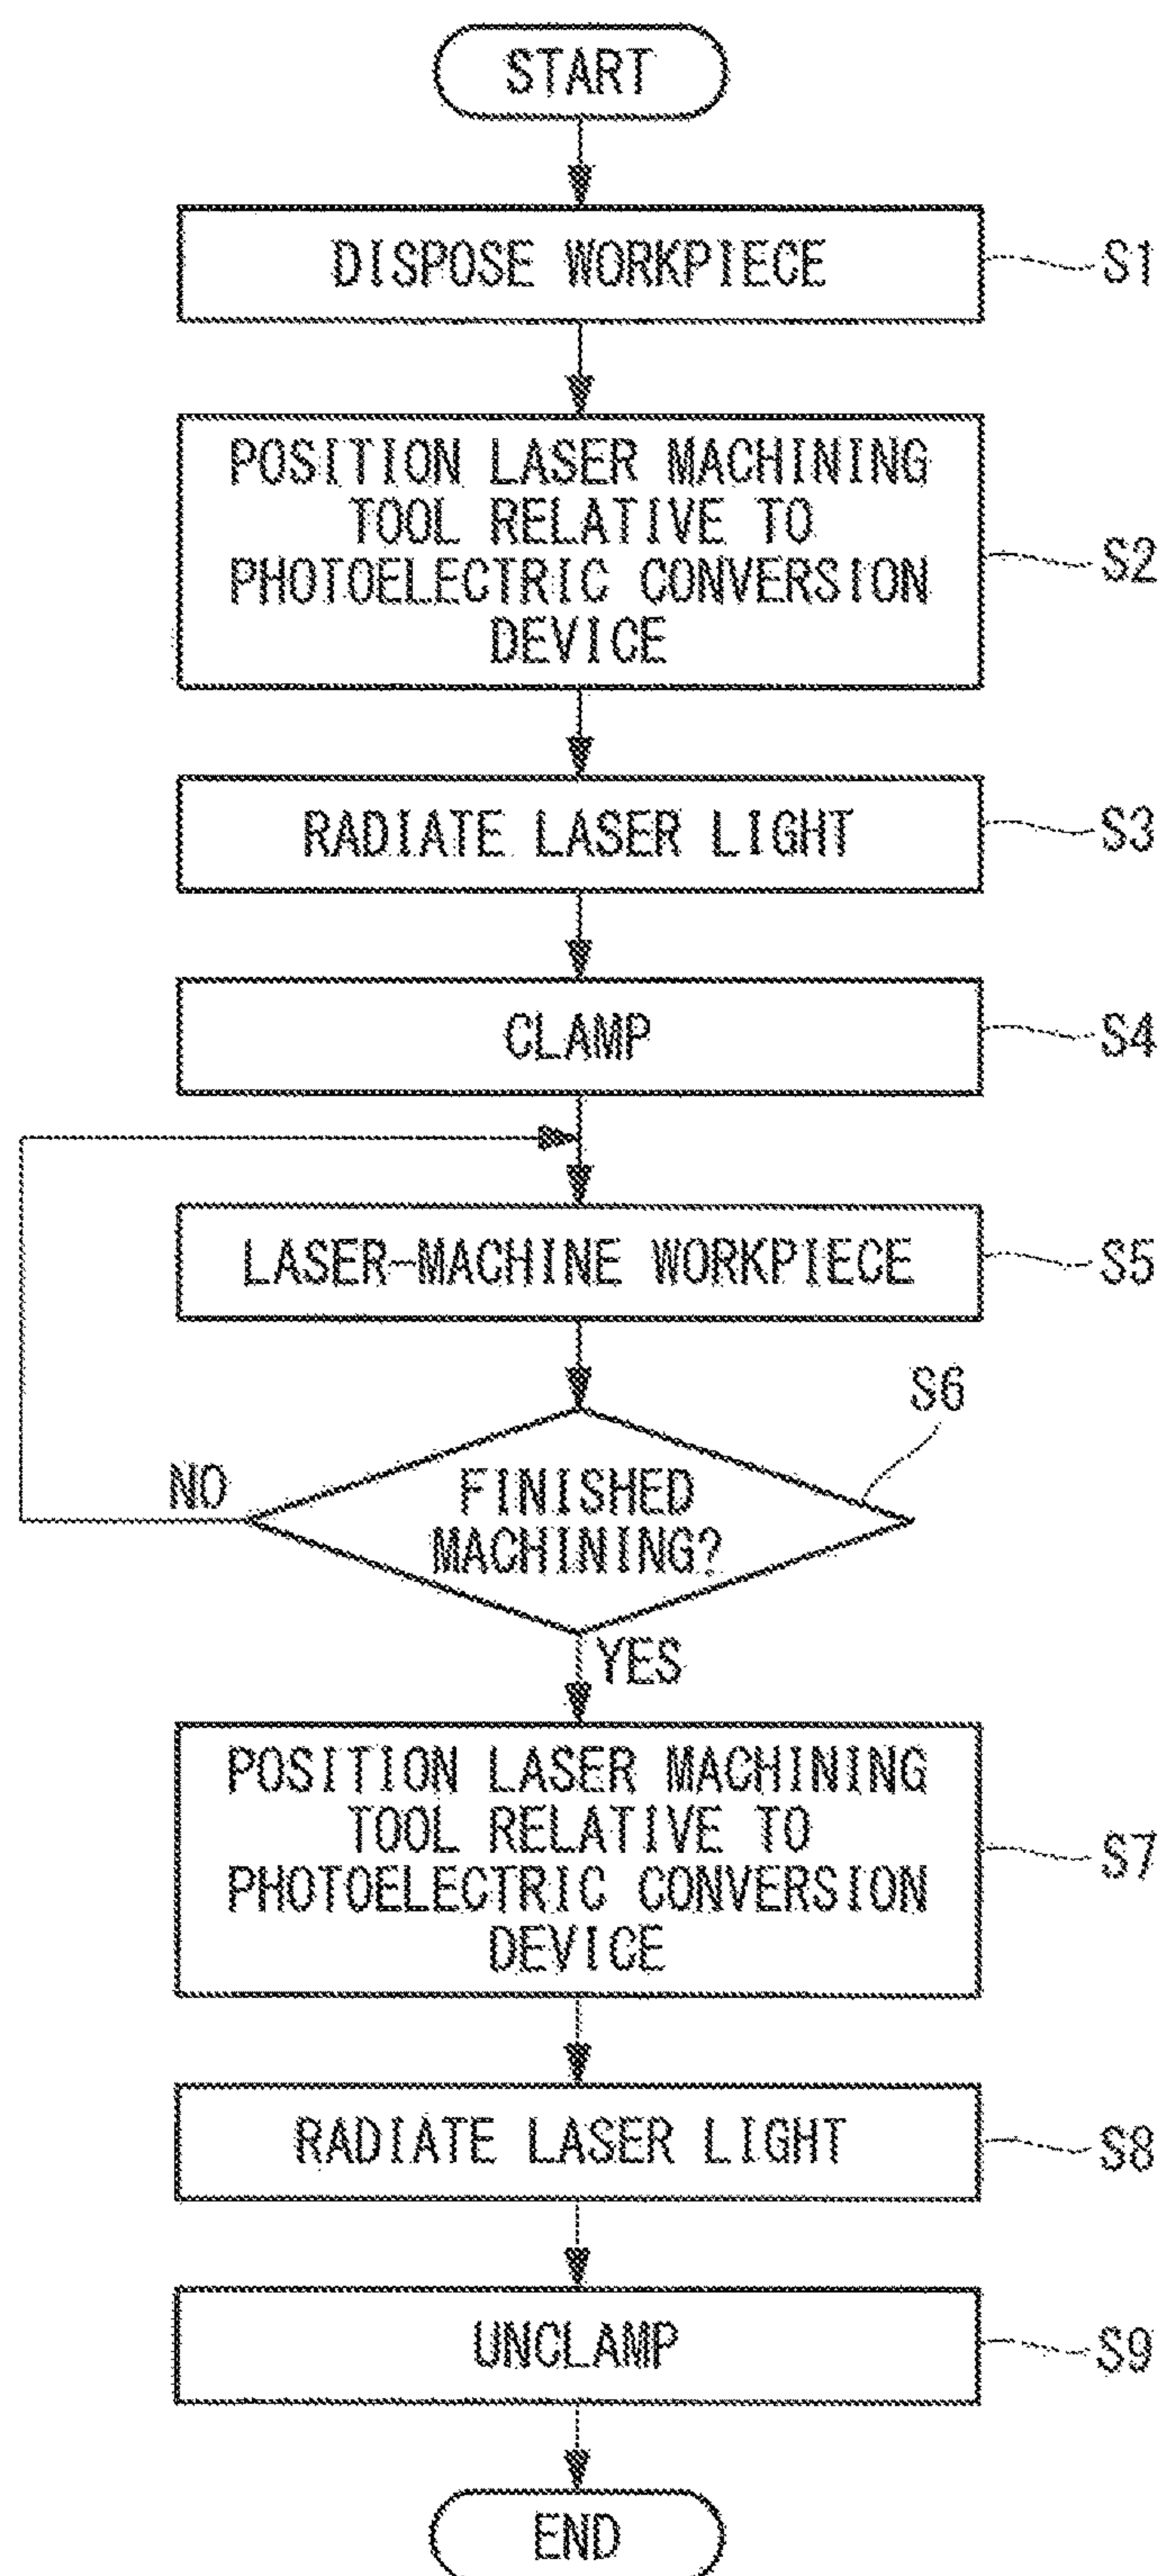 START
DISPOSE WORKPIECE
S1
POSITION LASER MACHINING
TOOL RELATIVE TO
PHOTOELECTRIC CONVERSION
DEVICE
S2
RADIATE LASER LIGHT
S3
CLAMP
S4
LASER-MACHINE WORKPIECE
S5
S6
FINISHED
MACHINING?
NO
YES
POSITION LASER MACHINING
TOOL RELATIVE TO
PHOTOELECTRIC CONVERSION
DEVICE
S7
RADIATE LASER LIGHT
S8
UNCLAMP
S9
END